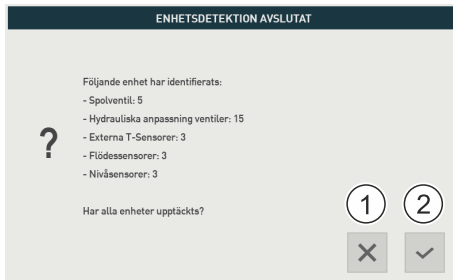 ENHETSDETEKTION AVSLUTAT
Följande enhet har identifierats:
- Spolventil: 5
- Hydrauliska anpassning ventiler: 15
- Externa T-Sensorer: 3
- Flödessensorer: 3
- Nivåsensorer: 3
?
Har alla enheter upptäckts?
1 2